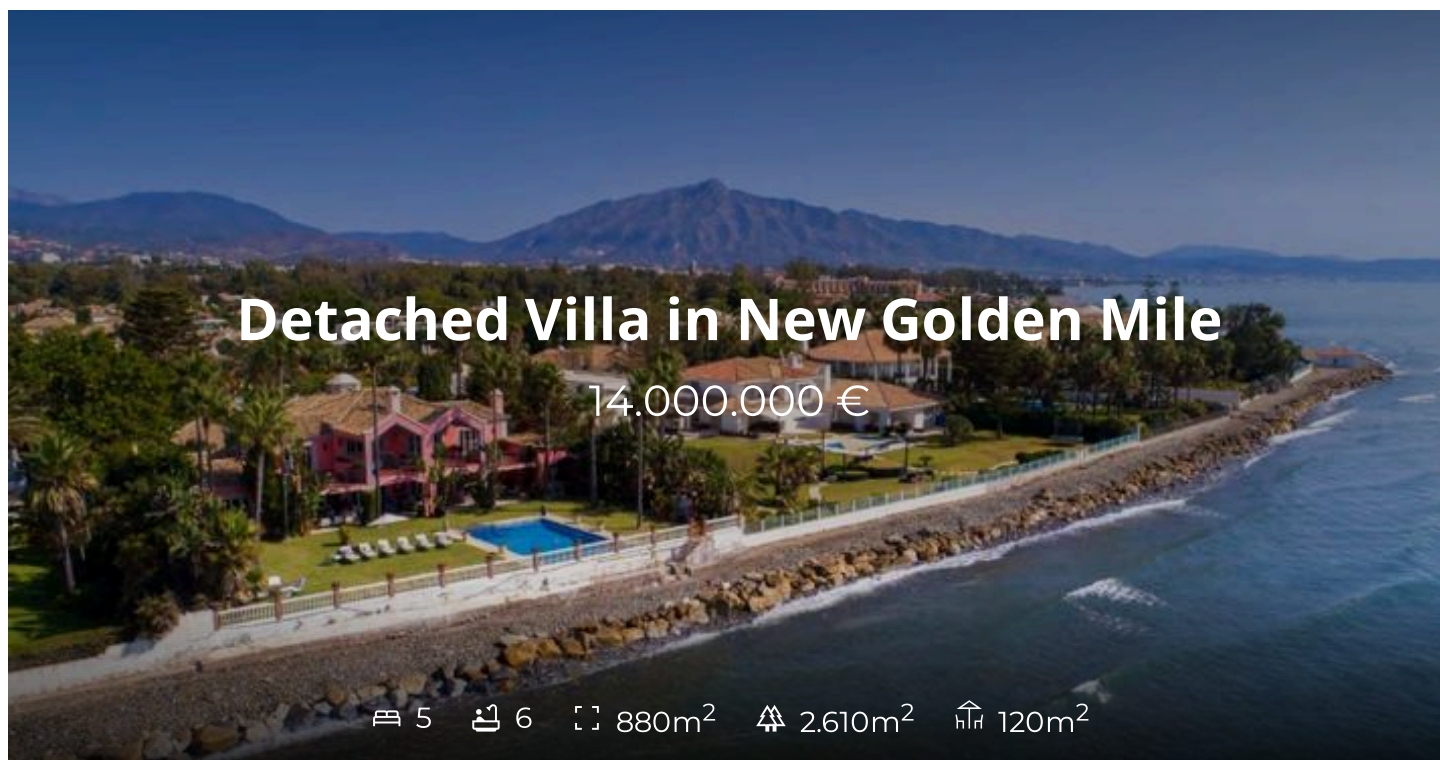 Detached Villa in New Golden Mile
14.000.000 €
5 6 880m² 2.610m² 120m²